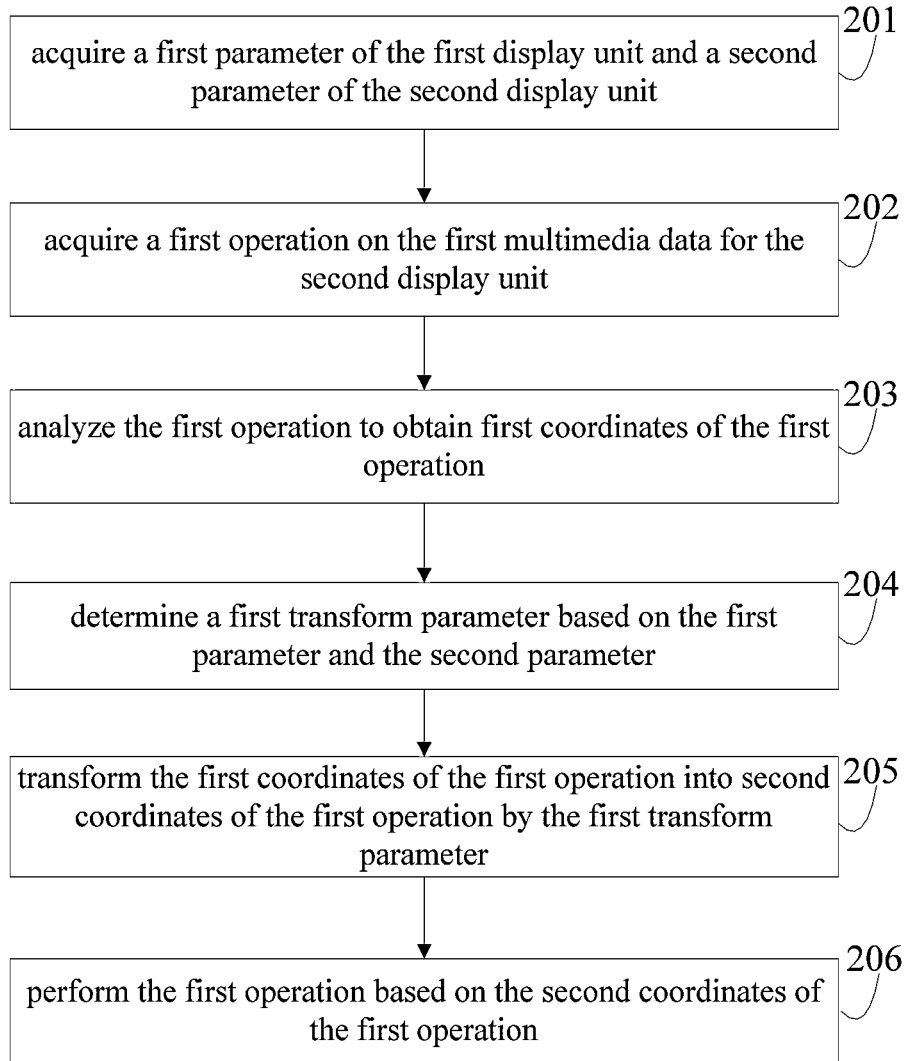 201
acquire a first parameter of the first display unit and a second
parameter of the second display unit
202
acquire a first operation on the first multimedia data for the
second display unit
203
analyze the first operation to obtain first coordinates of the first
operation
204
determine a first transform parameter based on the first
parameter and the second parameter
205
transform the first coordinates of the first operation into second
coordinates of the first operation by the first transform
parameter
206
perform the first operation based on the second coordinates of
the first operation